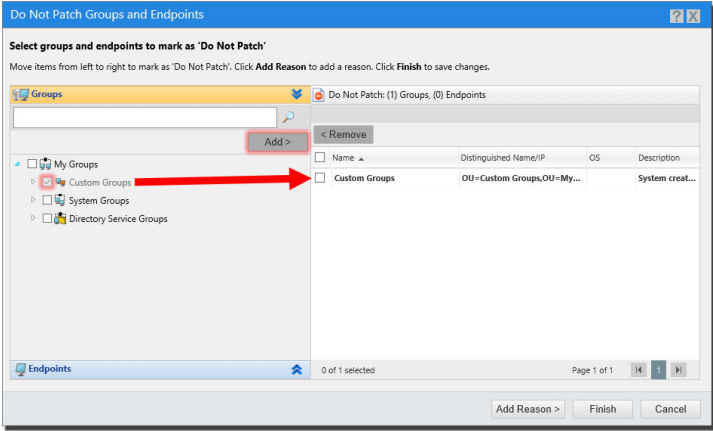 Do Not Patch Groups and Endpoints
? X
Select groups and endpoints to mark as 'Do Not Patch'
Move items from left to right to mark as 'Do Not Patch'. Click Add Reason to add a reason. Click Finish to save changes.
Groups
Do Not Patch: (1) Groups, (0) Endpoints
Add >
< Remove
Name Distinguished Name/IP OS Description
My Groups
Custom Groups
Custom Groups OU=Custom Groups,OU=My... System creat...
System Groups
Directory Service Groups
Endpoints
0 of 1 selected Page 1 of 1 1
Add Reason > Finish Cancel